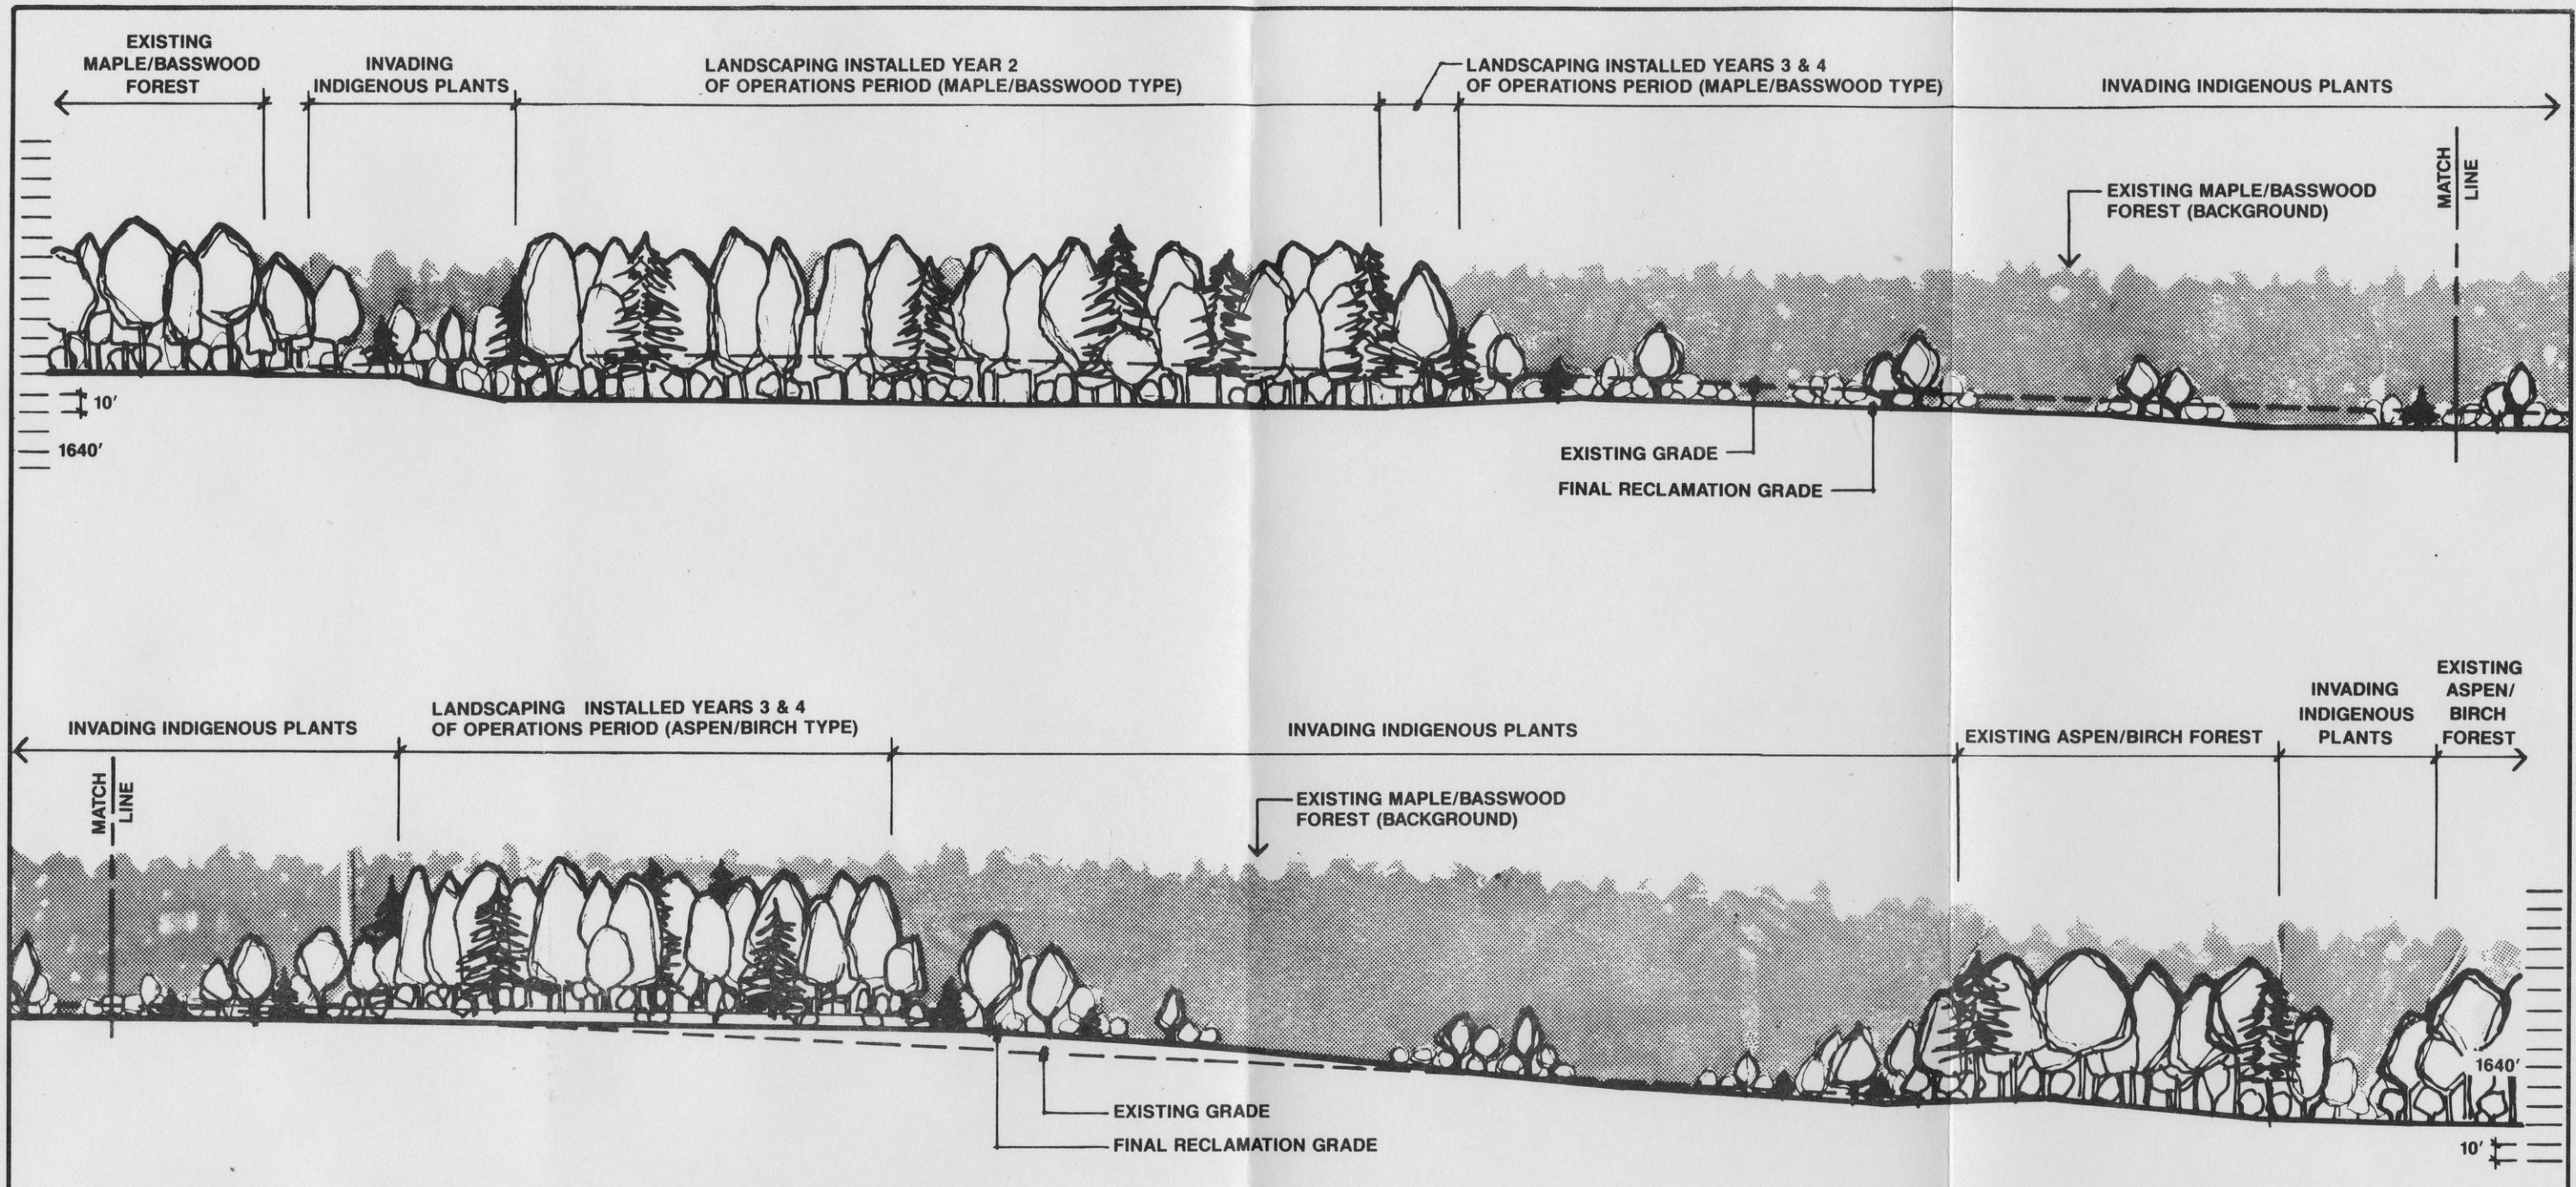 EXISTING
MAPLE/BASSWOOD
FOREST
INVADING
INDIGENOUS PLANTS
LANDSCAPING INSTALLED YEAR 2
OF OPERATIONS PERIOD (MAPLE/BASSWOOD TYPE)
LANDSCAPING INSTALLED YEARS 3 & 4
OF OPERATIONS PERIOD (MAPLE/BASSWOOD TYPE)
INVADING INDIGENOUS PLANTS
MATCH
LINE
EXISTING MAPLE/BASSWOOD
FOREST (BACKGROUND)
10'
1640'
EXISTING GRADE
FINAL RECLAMATION GRADE
INVADING INDIGENOUS PLANTS
LANDSCAPING INSTALLED YEARS 3 & 4
OF OPERATIONS PERIOD (ASPEN/BIRCH TYPE)
INVADING INDIGENOUS PLANTS
EXISTING ASPEN/BIRCH FOREST
INVADING
INDIGENOUS
PLANTS
EXISTING
ASPEN/
BIRCH
FOREST
MATCH
LINE
EXISTING MAPLE/BASSWOOD
FOREST (BACKGROUND)
1640'
EXISTING GRADE
FINAL RECLAMATION GRADE
10'